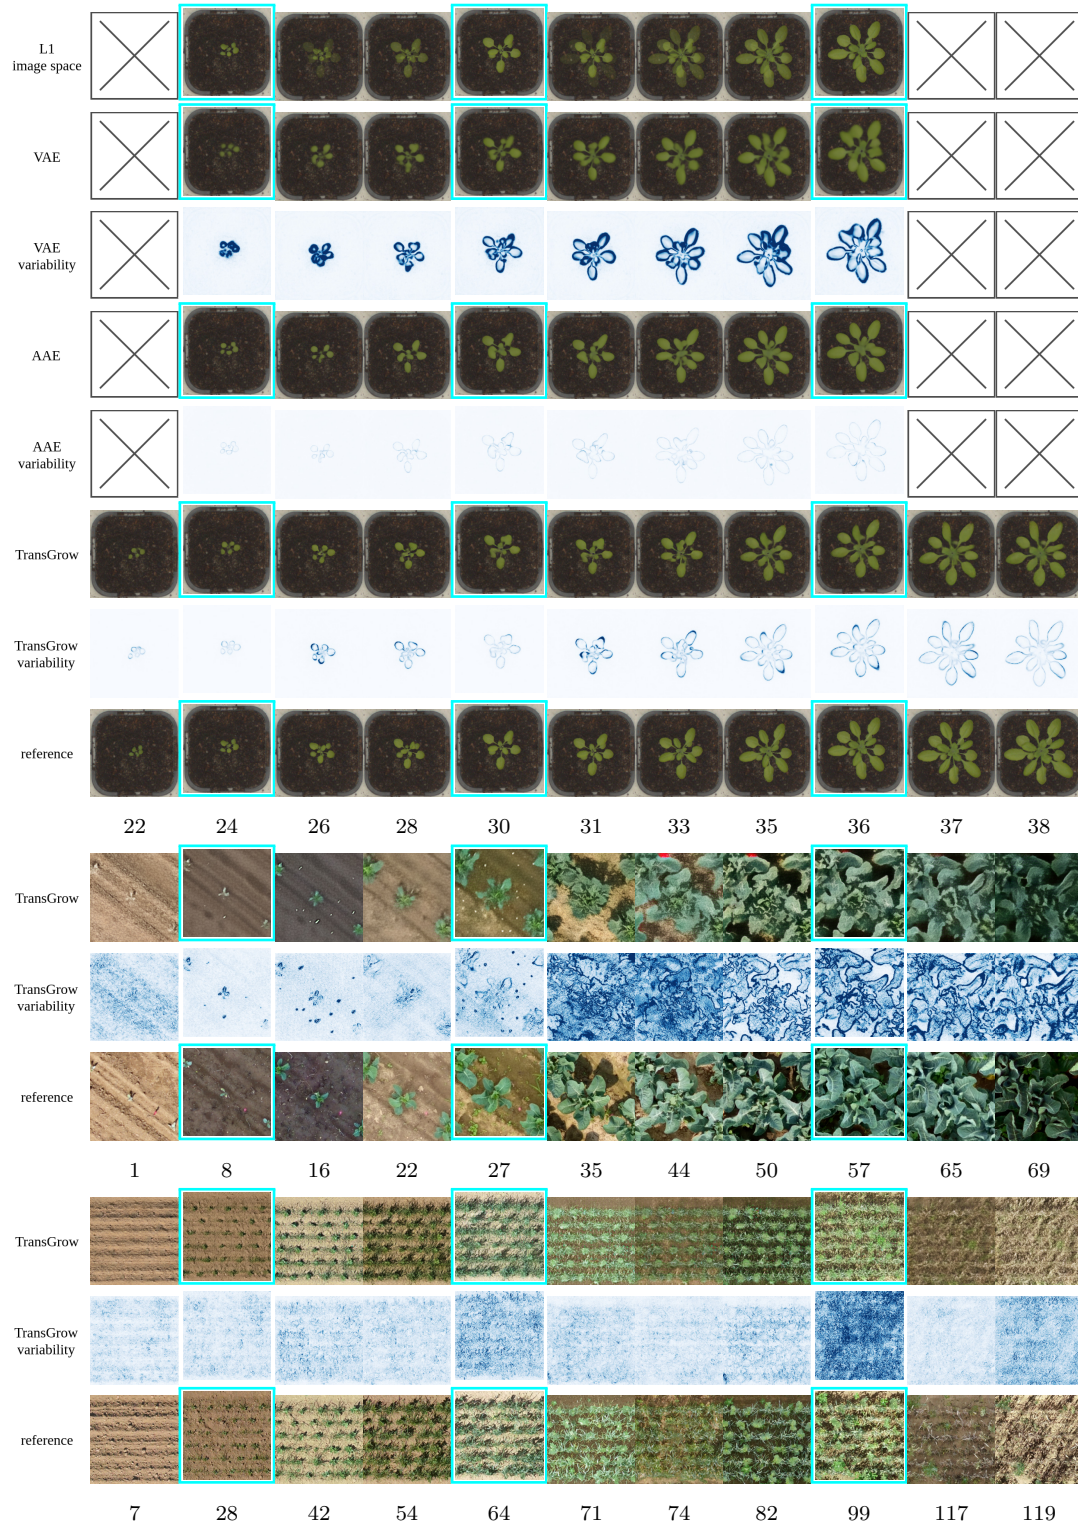 L1
image space
VAE
VAE
variability
AAE
AAE
variability
TransGrow
TransGrow
variability
reference
22 24 26 28 30 31 33 35 36 37 38
TransGrow
TransGrow
variability
reference
1 8 16 22 27 35 44 50 57 65 69
TransGrow
TransGrow
variability
reference
7 28 42 54 64 71 74 82 99 117 119